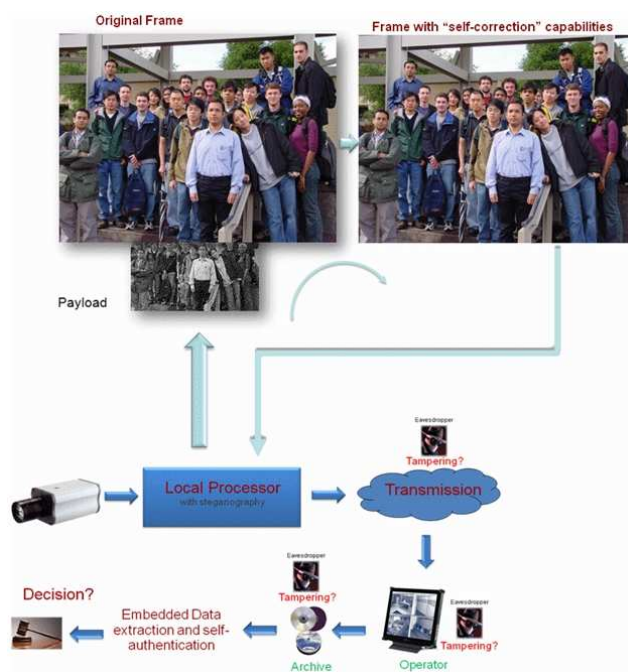 Original Frame
Frame with “self-correction” capabilities
Payload
Eavesdropper
Tampering?
Local Processor
with steganography
Transmission
Eavesdropper
Tampering?
Decision?
Embedded Data
extraction and self-
authentication
Eavesdropper
Tampering?
Archive
Operator